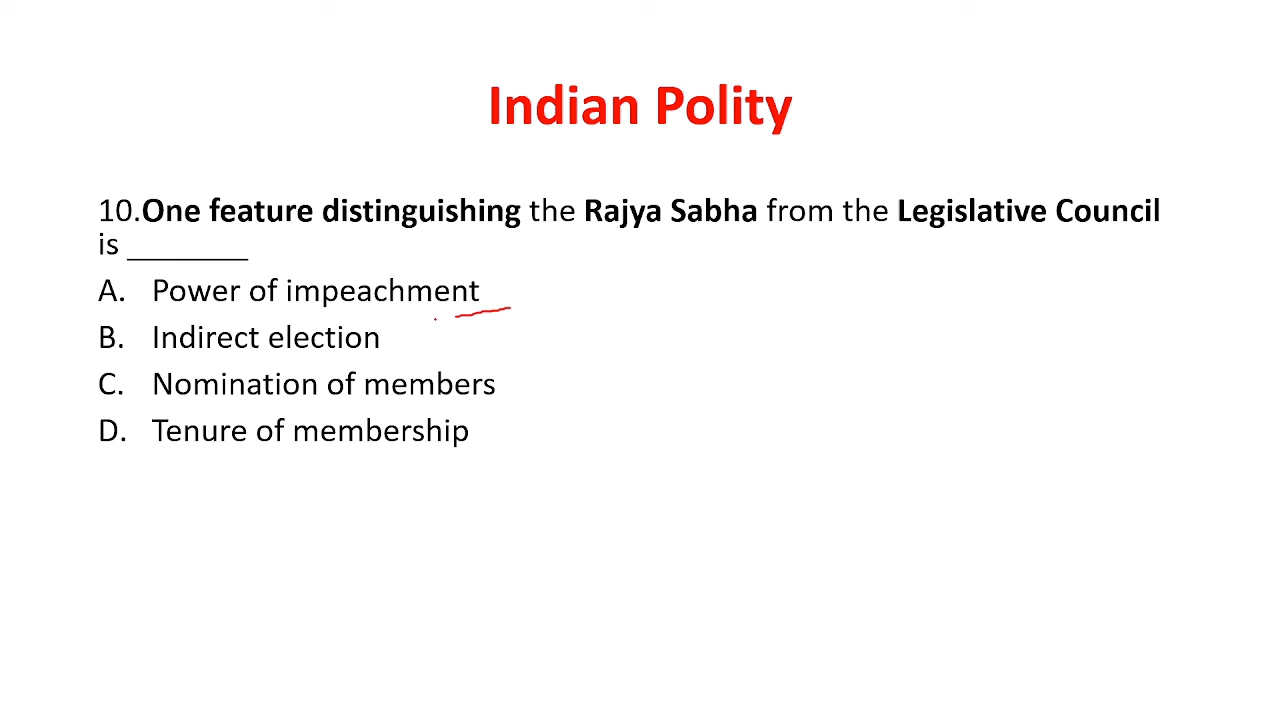 Indian Polity
10.One feature distinguishing the Rajya Sabha from the Legislative Council
is _______
A. Power of impeachment
B. Indirect election
C. Nomination of members
D. Tenure of membership